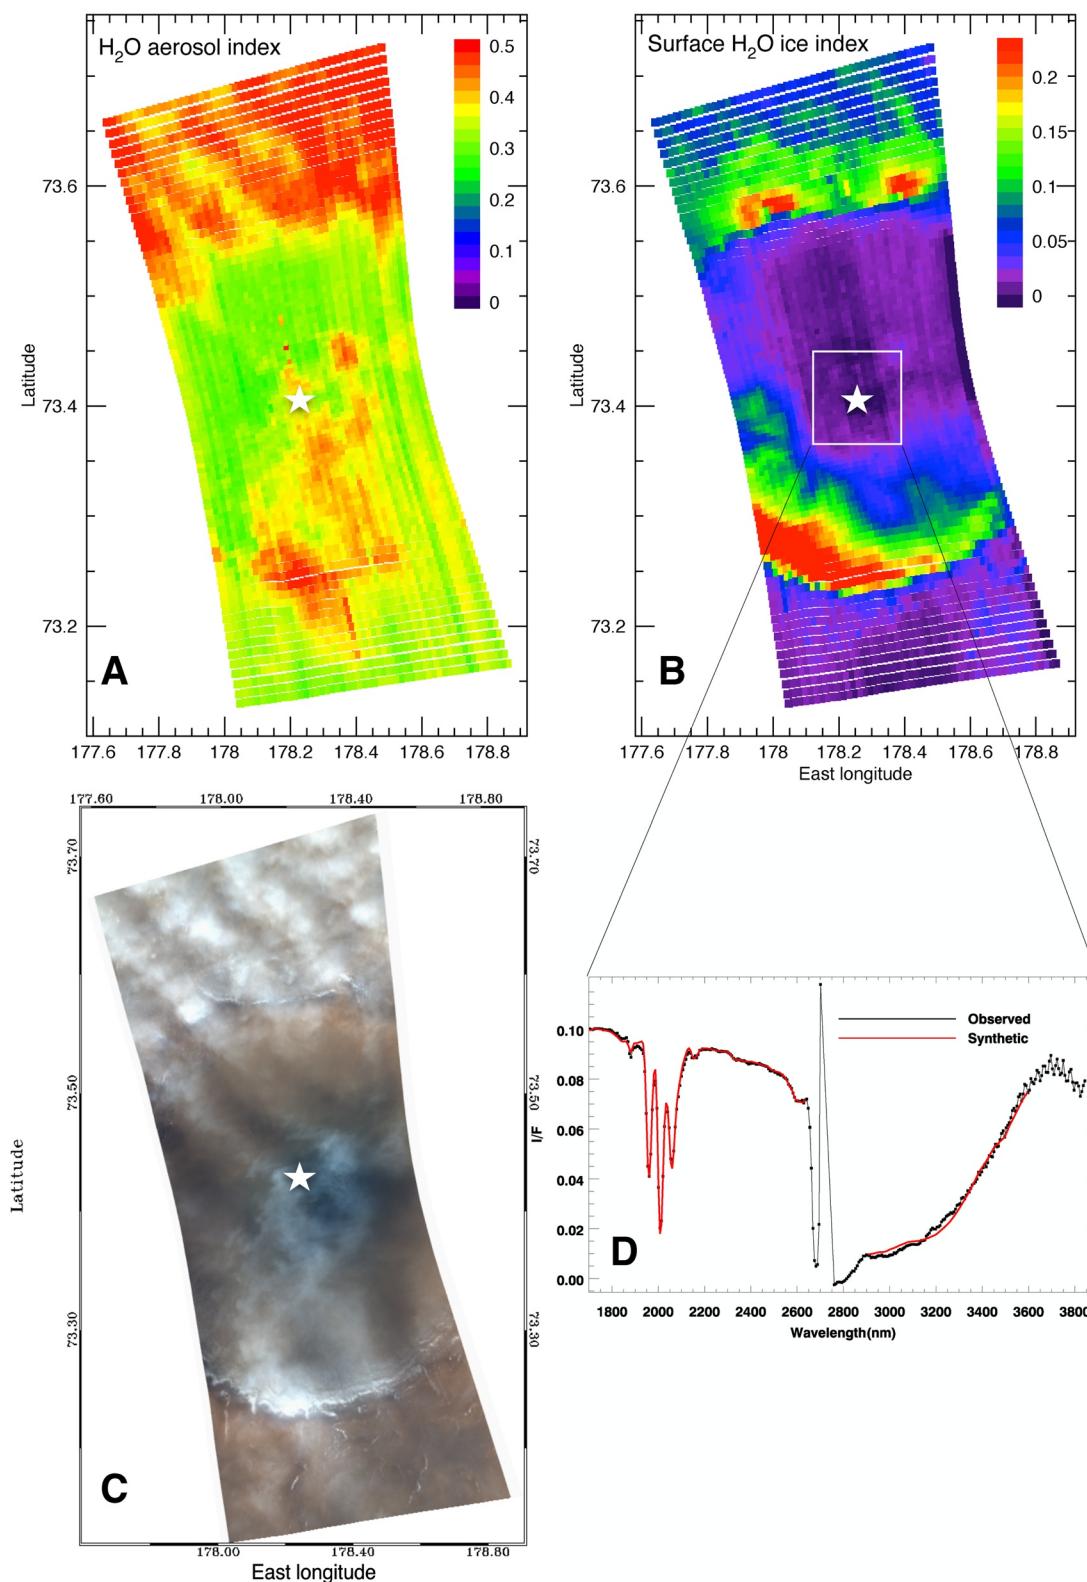 H2O aerosol index
0.5
0.4
0.3
0.2
0.1
0
73.6
73.4
73.2
Latitude
A
177.6 177.8 178 178.2 178.4 178.6 178.8
Surface H2O ice index
0.2
0.15
0.1
0.05
0
73.6
73.4
73.2
Latitude
B
177.6 177.8 178 178.2 178.4 178.6 178.8
East longitude
177.60 178.00 178.40 178.80
73.70
73.50
73.30
73.70
73.50
73.30
Latitude
C
178.00 178.40 178.80
East longitude
Observed
Synthetic
0.10
0.08
0.06
0.04
0.02
0.00
I/F
D
1800 2000 2200 2400 2600 2800 3000 3200 3400 3600 3800
Wavelength(nm)